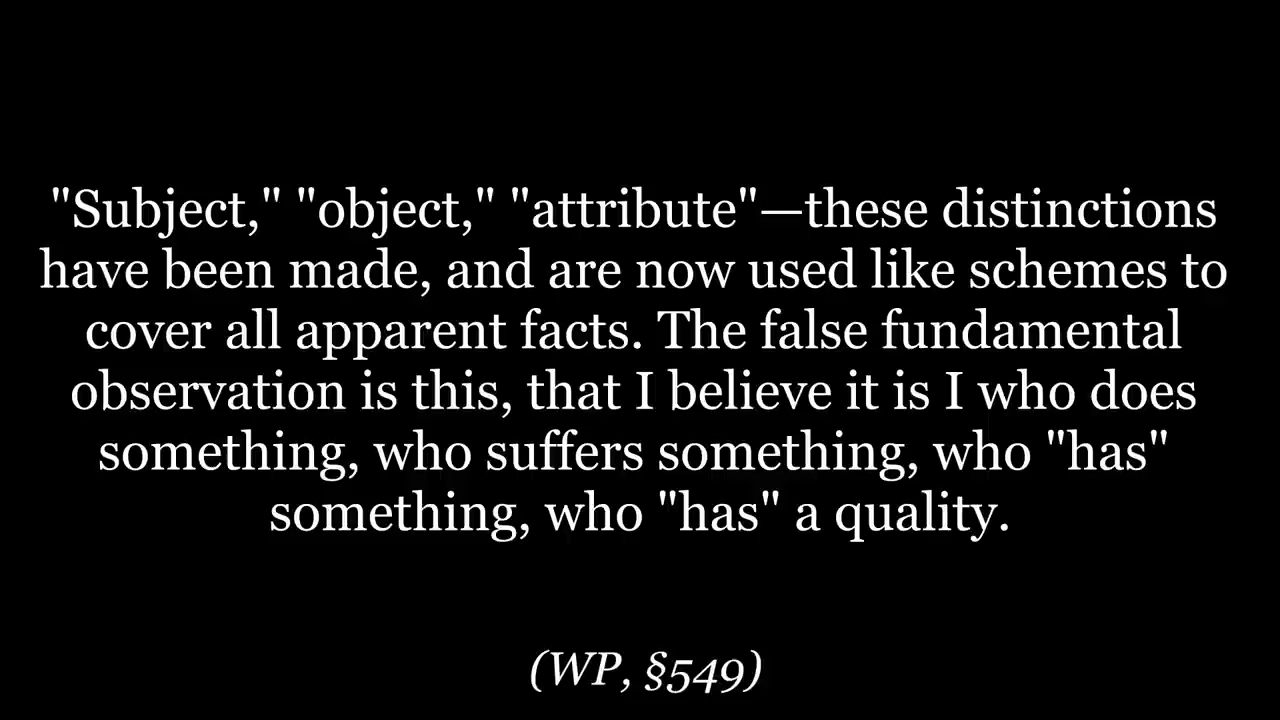 "Subject," "object," "attribute"—these distinctions
have been made, and are now used like schemes to
cover all apparent facts. The false fundamental
observation is this, that I believe it is I who does
something, who suffers something, who "has"
something, who "has" a quality.
(WP, §549)